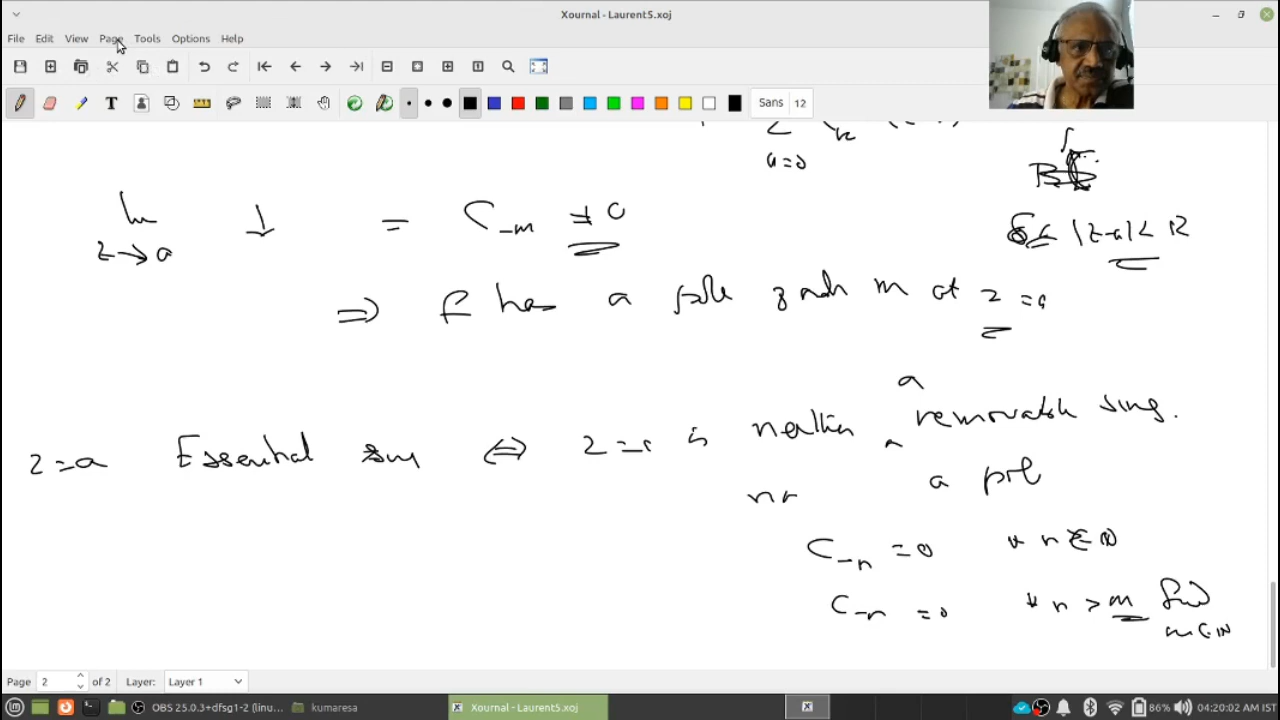 Xournal - Laurent5.xoj
File Edit View Page Tools Options Help
Sans 12
n=0
lim
z→a
↓ = C_-m ≠ 0
|z-a| < R
⇒ f has a pole of order m at z=a
a
z=a Essential sing ⇔ z=a is neither removable sing.
nor a pole
C_-n = 0 ∀ n∈N
C_-n = 0 ∀ n > m
m∈N
Page 2 of 2 Layer: Layer 1
OBS 25.0.3+dfsg1-2 (linu... kumaresa Xournal - Laurent5.xoj 86% 04:20:02 AM IST